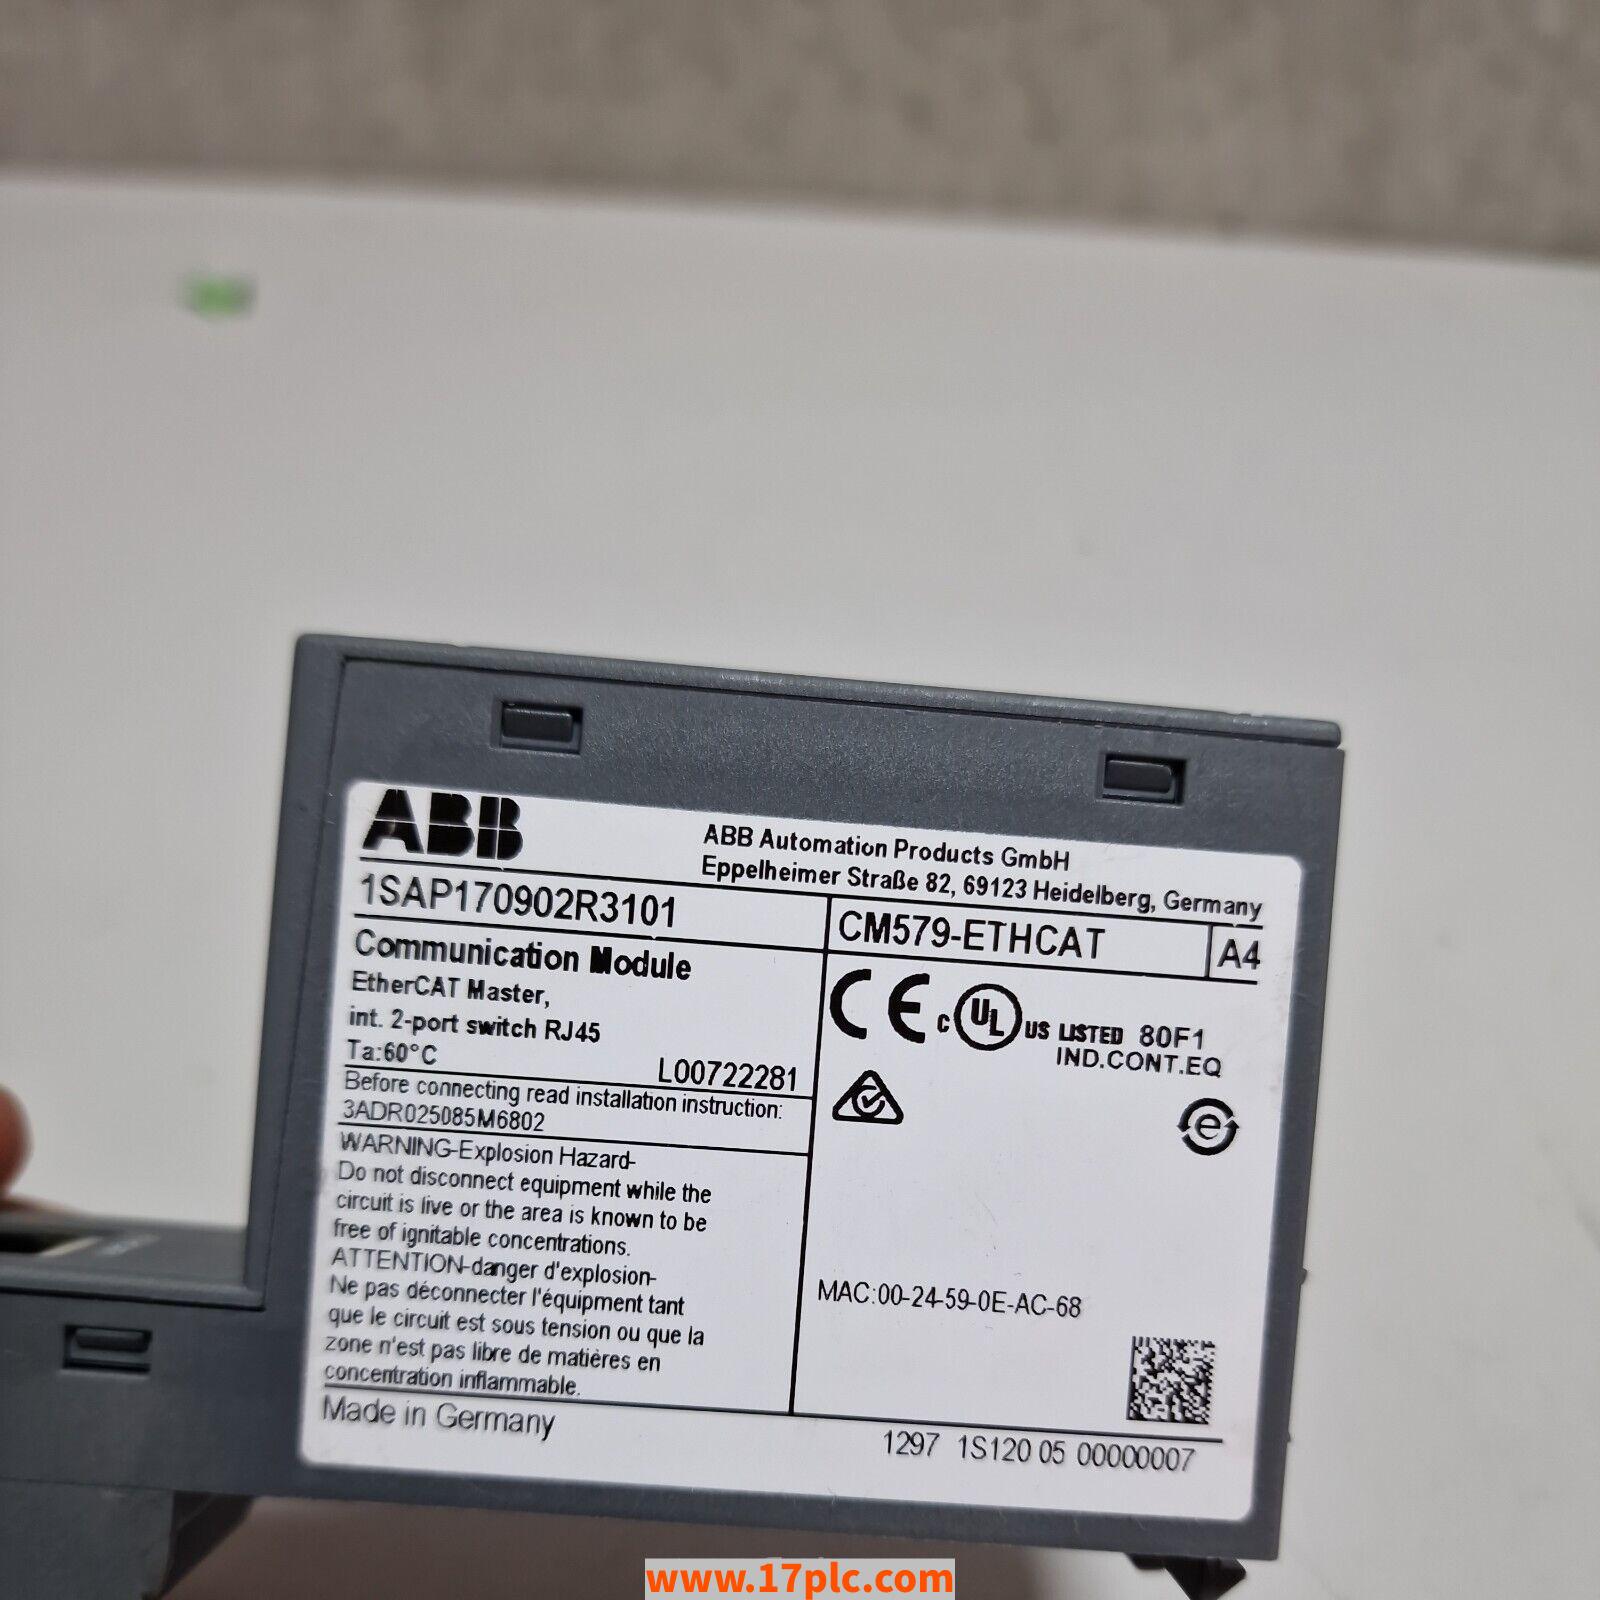 ABB
ABB Automation Products GmbH
Eppelheimer Straße 82, 69123 Heidelberg, Germany
1SAP170902R3101
CM579-ETHCAT
A4
Communication Module
EtherCAT Master,
int. 2-port switch RJ45
Ta:60°C
L00722281
Before connecting read installation instruction:
3ADR025085M6802
WARNING-Explosion Hazard-
Do not disconnect equipment while the
circuit is live or the area is known to be
free of ignitable concentrations.
ATTENTION-danger d'explosion-
Ne pas déconnecter l'équipment tant
que le circuit est sous tension ou que la
zone n'est pas libre de matières en
concentration inflammable.
Made in Germany
CE
C UL US LISTED 80F1
IND.CONT.EQ
e
MAC:00-24-59-0E-AC-68
1297 1S120 05 00000007
www.17plc.com